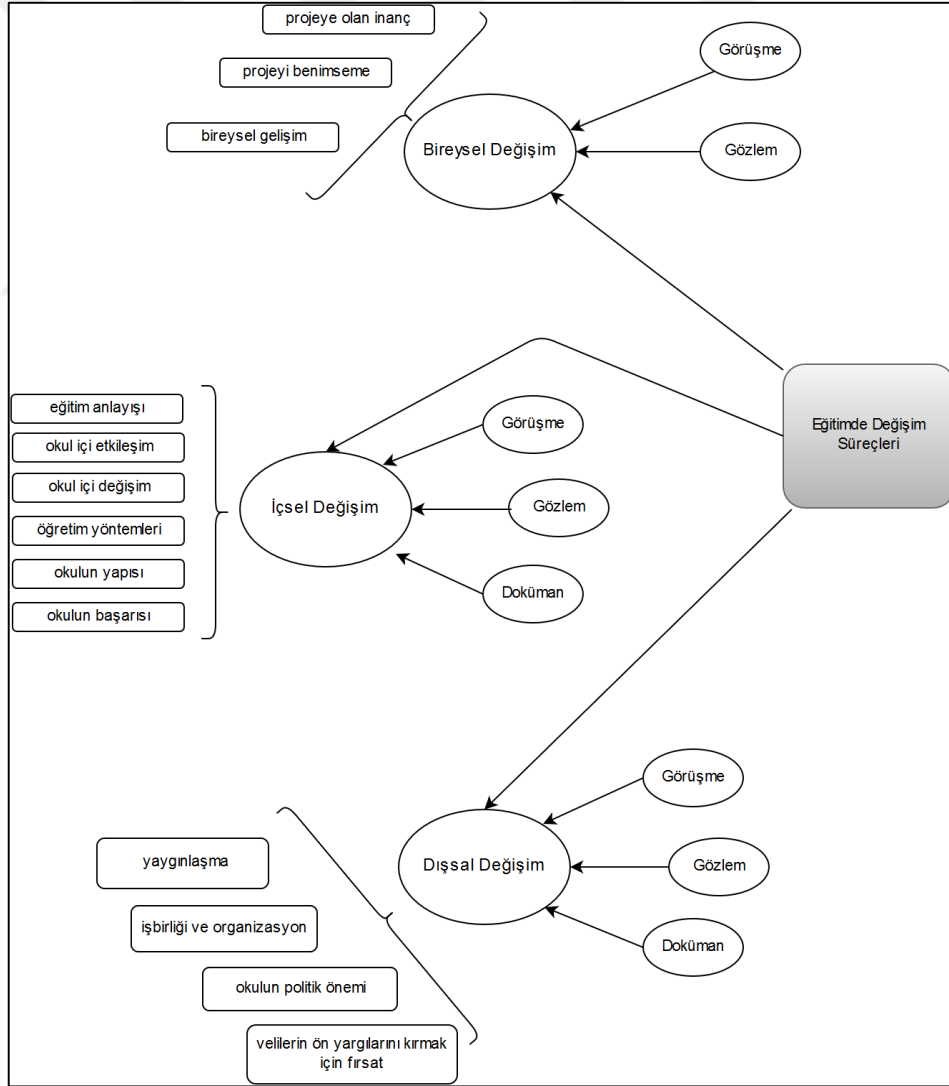 projeye olan inanç
projeyi benimseme
bireysel gelişim
Bireysel Değişim
Görüşme
Gözlem
Eğitimde Değişim
Süreçleri
eğitim anlayışı
okul içi etkileşim
okul içi değişim
öğretim yöntemleri
okulun yapısı
okulun başarısı
İçsel Değişim
Görüşme
Gözlem
Doküman
yaygınlaşma
işbirliği ve organizasyon
okulun politik önemi
velilerin ön yargılarını kırmak
için fırsat
Dışsal Değişim
Görüşme
Gözlem
Doküman